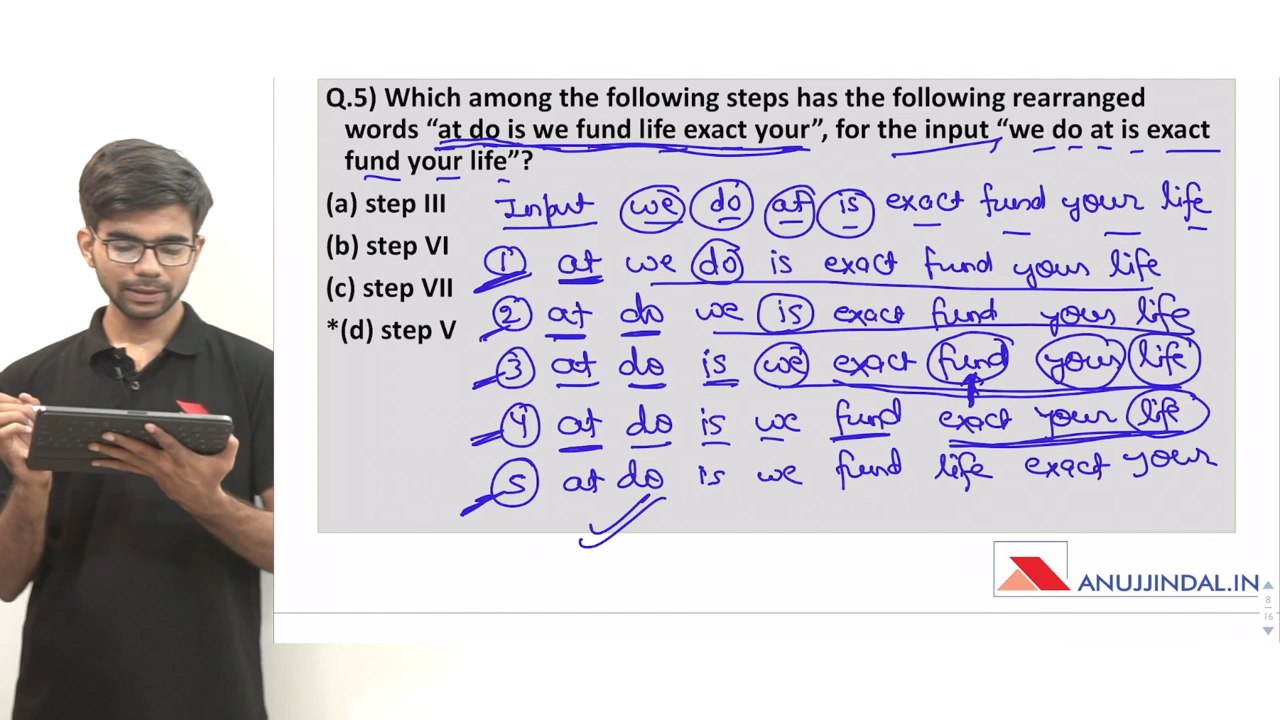 Q.5) Which among the following steps has the following rearranged
words “at do is we fund life exact your”, for the input “we do at is exact
fund your life”?
(a) step III
(b) step VI
(c) step VII
*(d) step V
Input we do at is exact fund your life
1 at we do is exact fund your life
2 at do we is exact fund your life
3 at do is we exact fund your life
4 at do is we fund exact your life
5 at do is we fund life exact your
ANUJJINDAL.IN
8
16